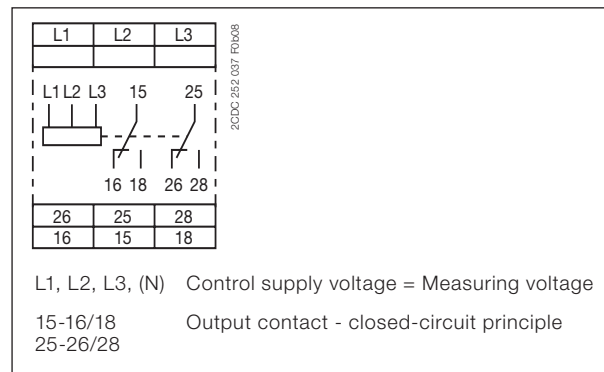 L1 L2 L3
2CDC 252 037 F0b08
L1 L2 L3 15 25
16 18 26 28
26 25 28
16 15 18
L1, L2, L3, (N) Control supply voltage = Measuring voltage
15-16/18 Output contact - closed-circuit principle
25-26/28